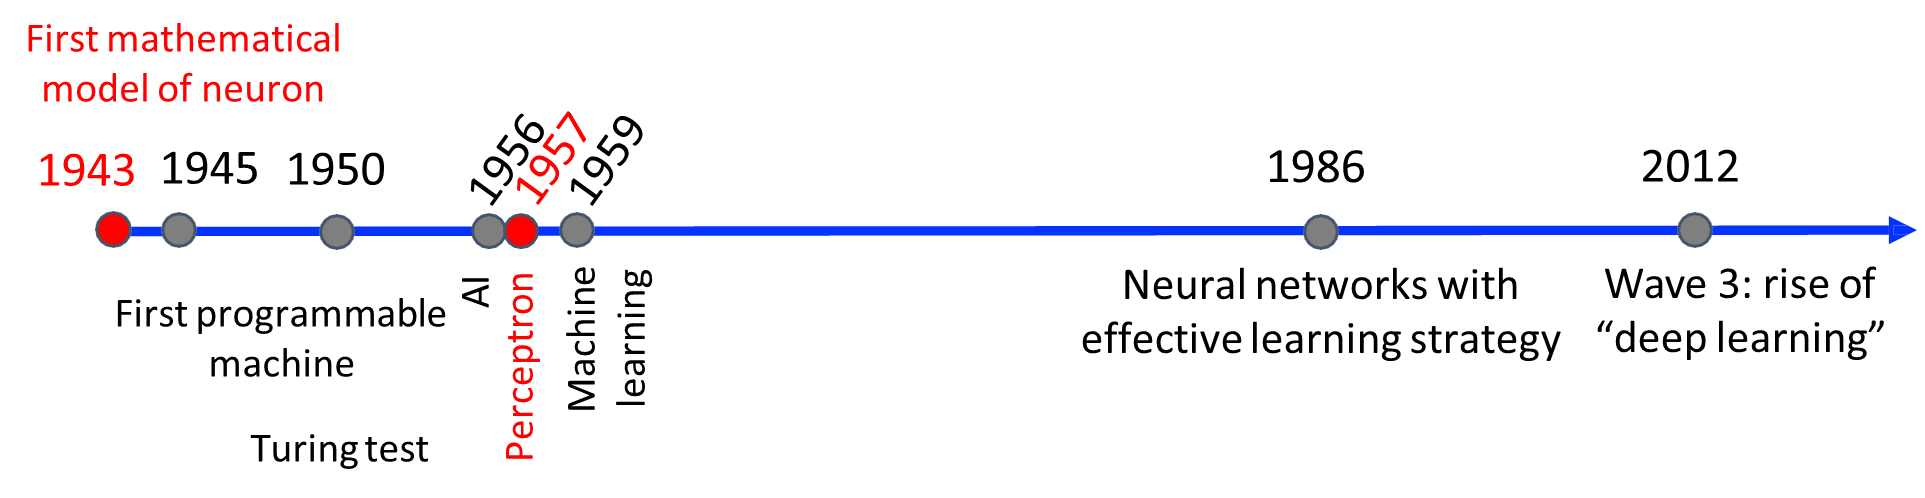 First mathematical
model of neuron
1943
1945
1950
1956
1957
1959
1986
2012
First programmable
machine
Turing test
AI
Perceptron
Machine
learning
Neural networks with
effective learning strategy
Wave 3: rise of
“deep learning”